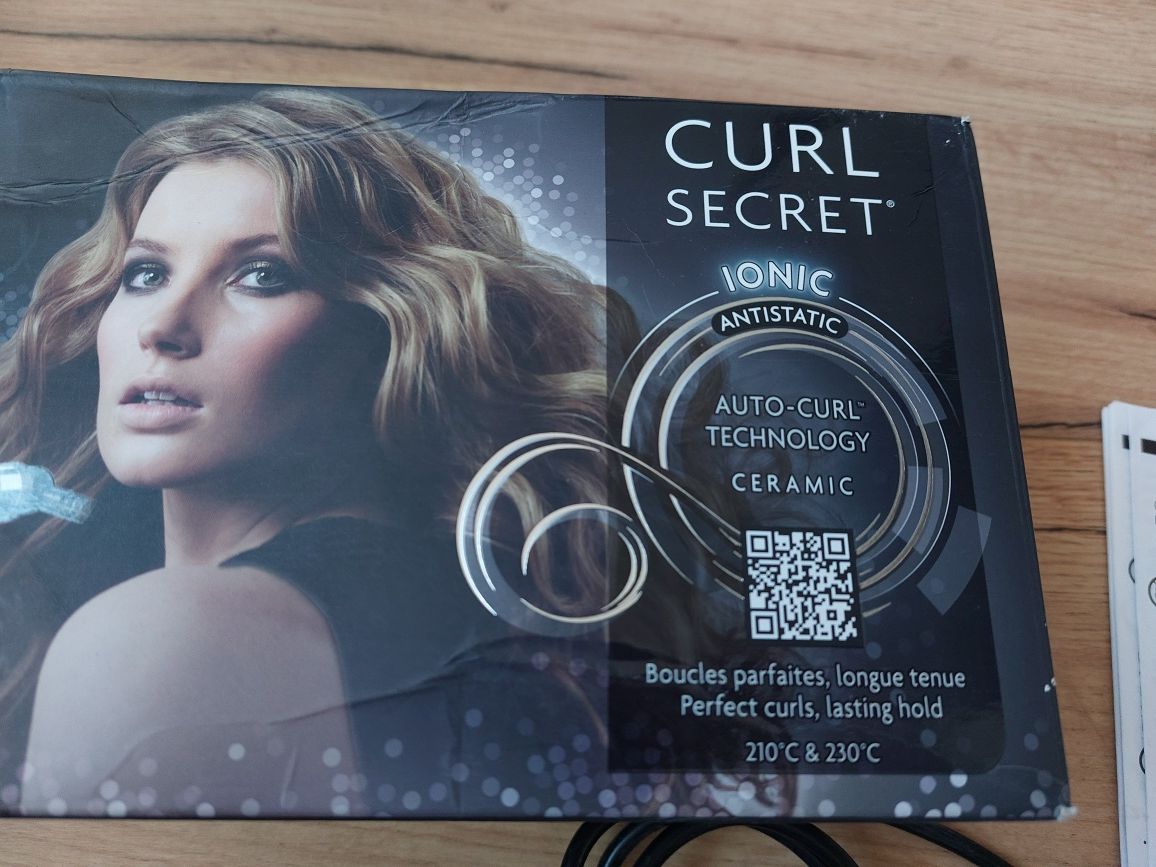 CURL
SECRET®
IONIC
ANTISTATIC
AUTO-CURL™
TECHNOLOGY
CERAMIC
Boucles parfaites, longue tenue
Perfect curls, lasting hold
210°C & 230°C